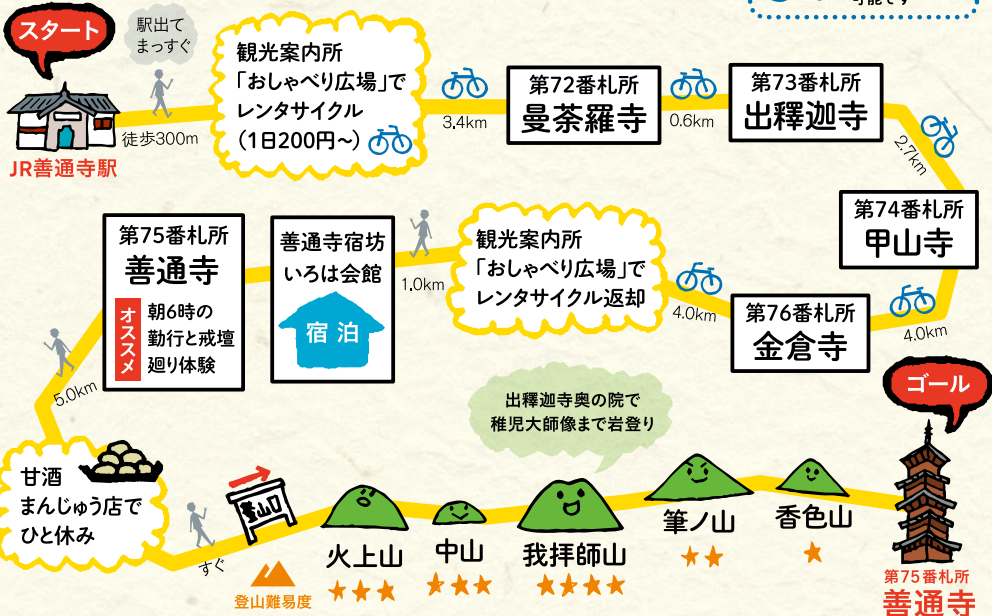 スタート
駅出て
まっすぐ
JR善通寺駅
徒歩300m
観光案内所
「おしゃべり広場」で
レンタサイクル
(1日200円～)
3.4km
第72番札所
曼荼羅寺
0.6km
第73番札所
出釋迦寺
可能です
2.7km
第74番札所
甲山寺
4.0km
第76番札所
金倉寺
4.0km
観光案内所
「おしゃべり広場」で
レンタサイクル返却
1.0km
善通寺宿坊
いろは会館
宿泊
第75番札所
善通寺
オススメ
朝6時の
勤行と戒壇
廻り体験
5.0km
甘酒
まんじゅう店で
ひと休み
すぐ
登山口
登山難易度
火上山
★★★
中山
★★★
出釋迦寺奥の院で
稚児大師像まで岩登り
我拝師山
★★★★
筆ノ山
★★
香色山
★
ゴール
第75番札所
善通寺